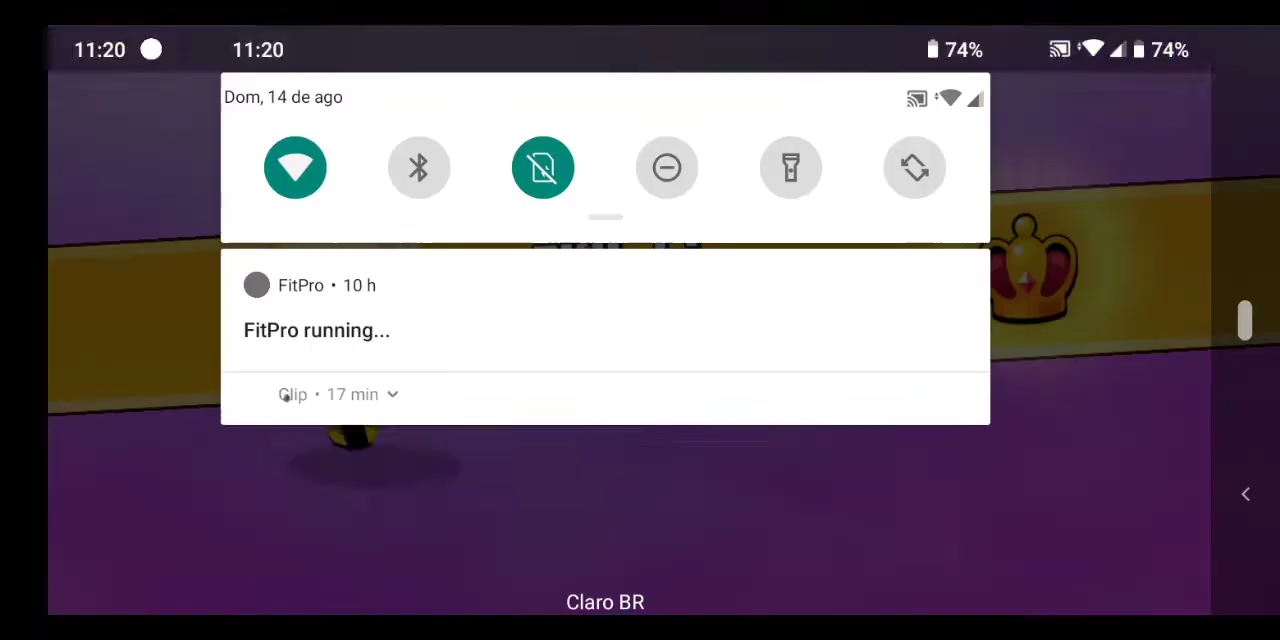 11:20 11:20 74% 74%
Dom, 14 de ago
FitPro • 10 h
FitPro running...
Clip • 17 min
Claro BR